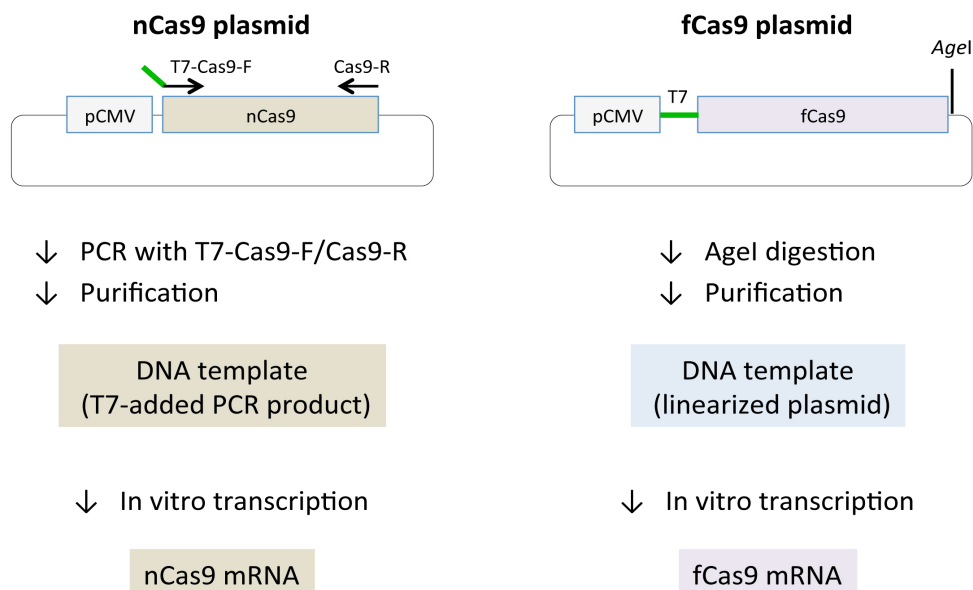 nCas9 plasmid
T7-Cas9-F
Cas9-R
pCMV
nCas9
↓ PCR with T7-Cas9-F/Cas9-R
↓ Purification
DNA template
(T7-added PCR product)
↓ In vitro transcription
nCas9 mRNA
fCas9 plasmid
AgeI
T7
pCMV
fCas9
↓ AgeI digestion
↓ Purification
DNA template
(linearized plasmid)
↓ In vitro transcription
fCas9 mRNA